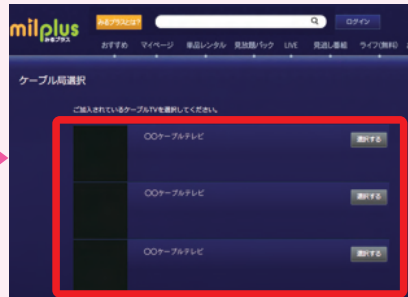 milplus
みるプラス
みるプラスとは?
ログイン
おすすめ マイページ 単品レンタル 見放題パック LIVE 見逃し番組 ライフ(無料)
ケーブル局選択
ご加入されているケーブルTVを選択してください。
〇〇ケーブルテレビ 選択する
〇〇ケーブルテレビ 選択する
〇〇ケーブルテレビ 選択する